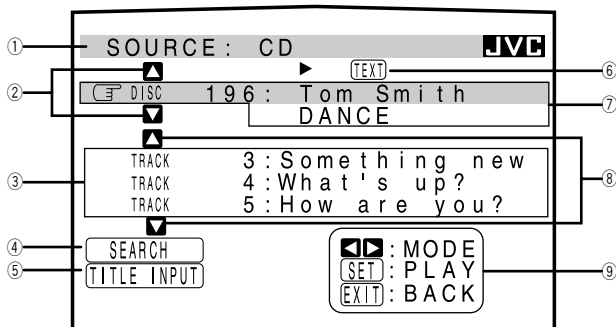 ① SOURCE: CD JVC
TEXT ⑥
② DISC 196: Tom Smith ⑦
DANCE
③ TRACK 3:Something new ⑧
TRACK 4:What's up?
TRACK 5:How are you?
④ SEARCH
⑤ TITLE INPUT
: MODE
SET : PLAY ⑨
EXIT : BACK